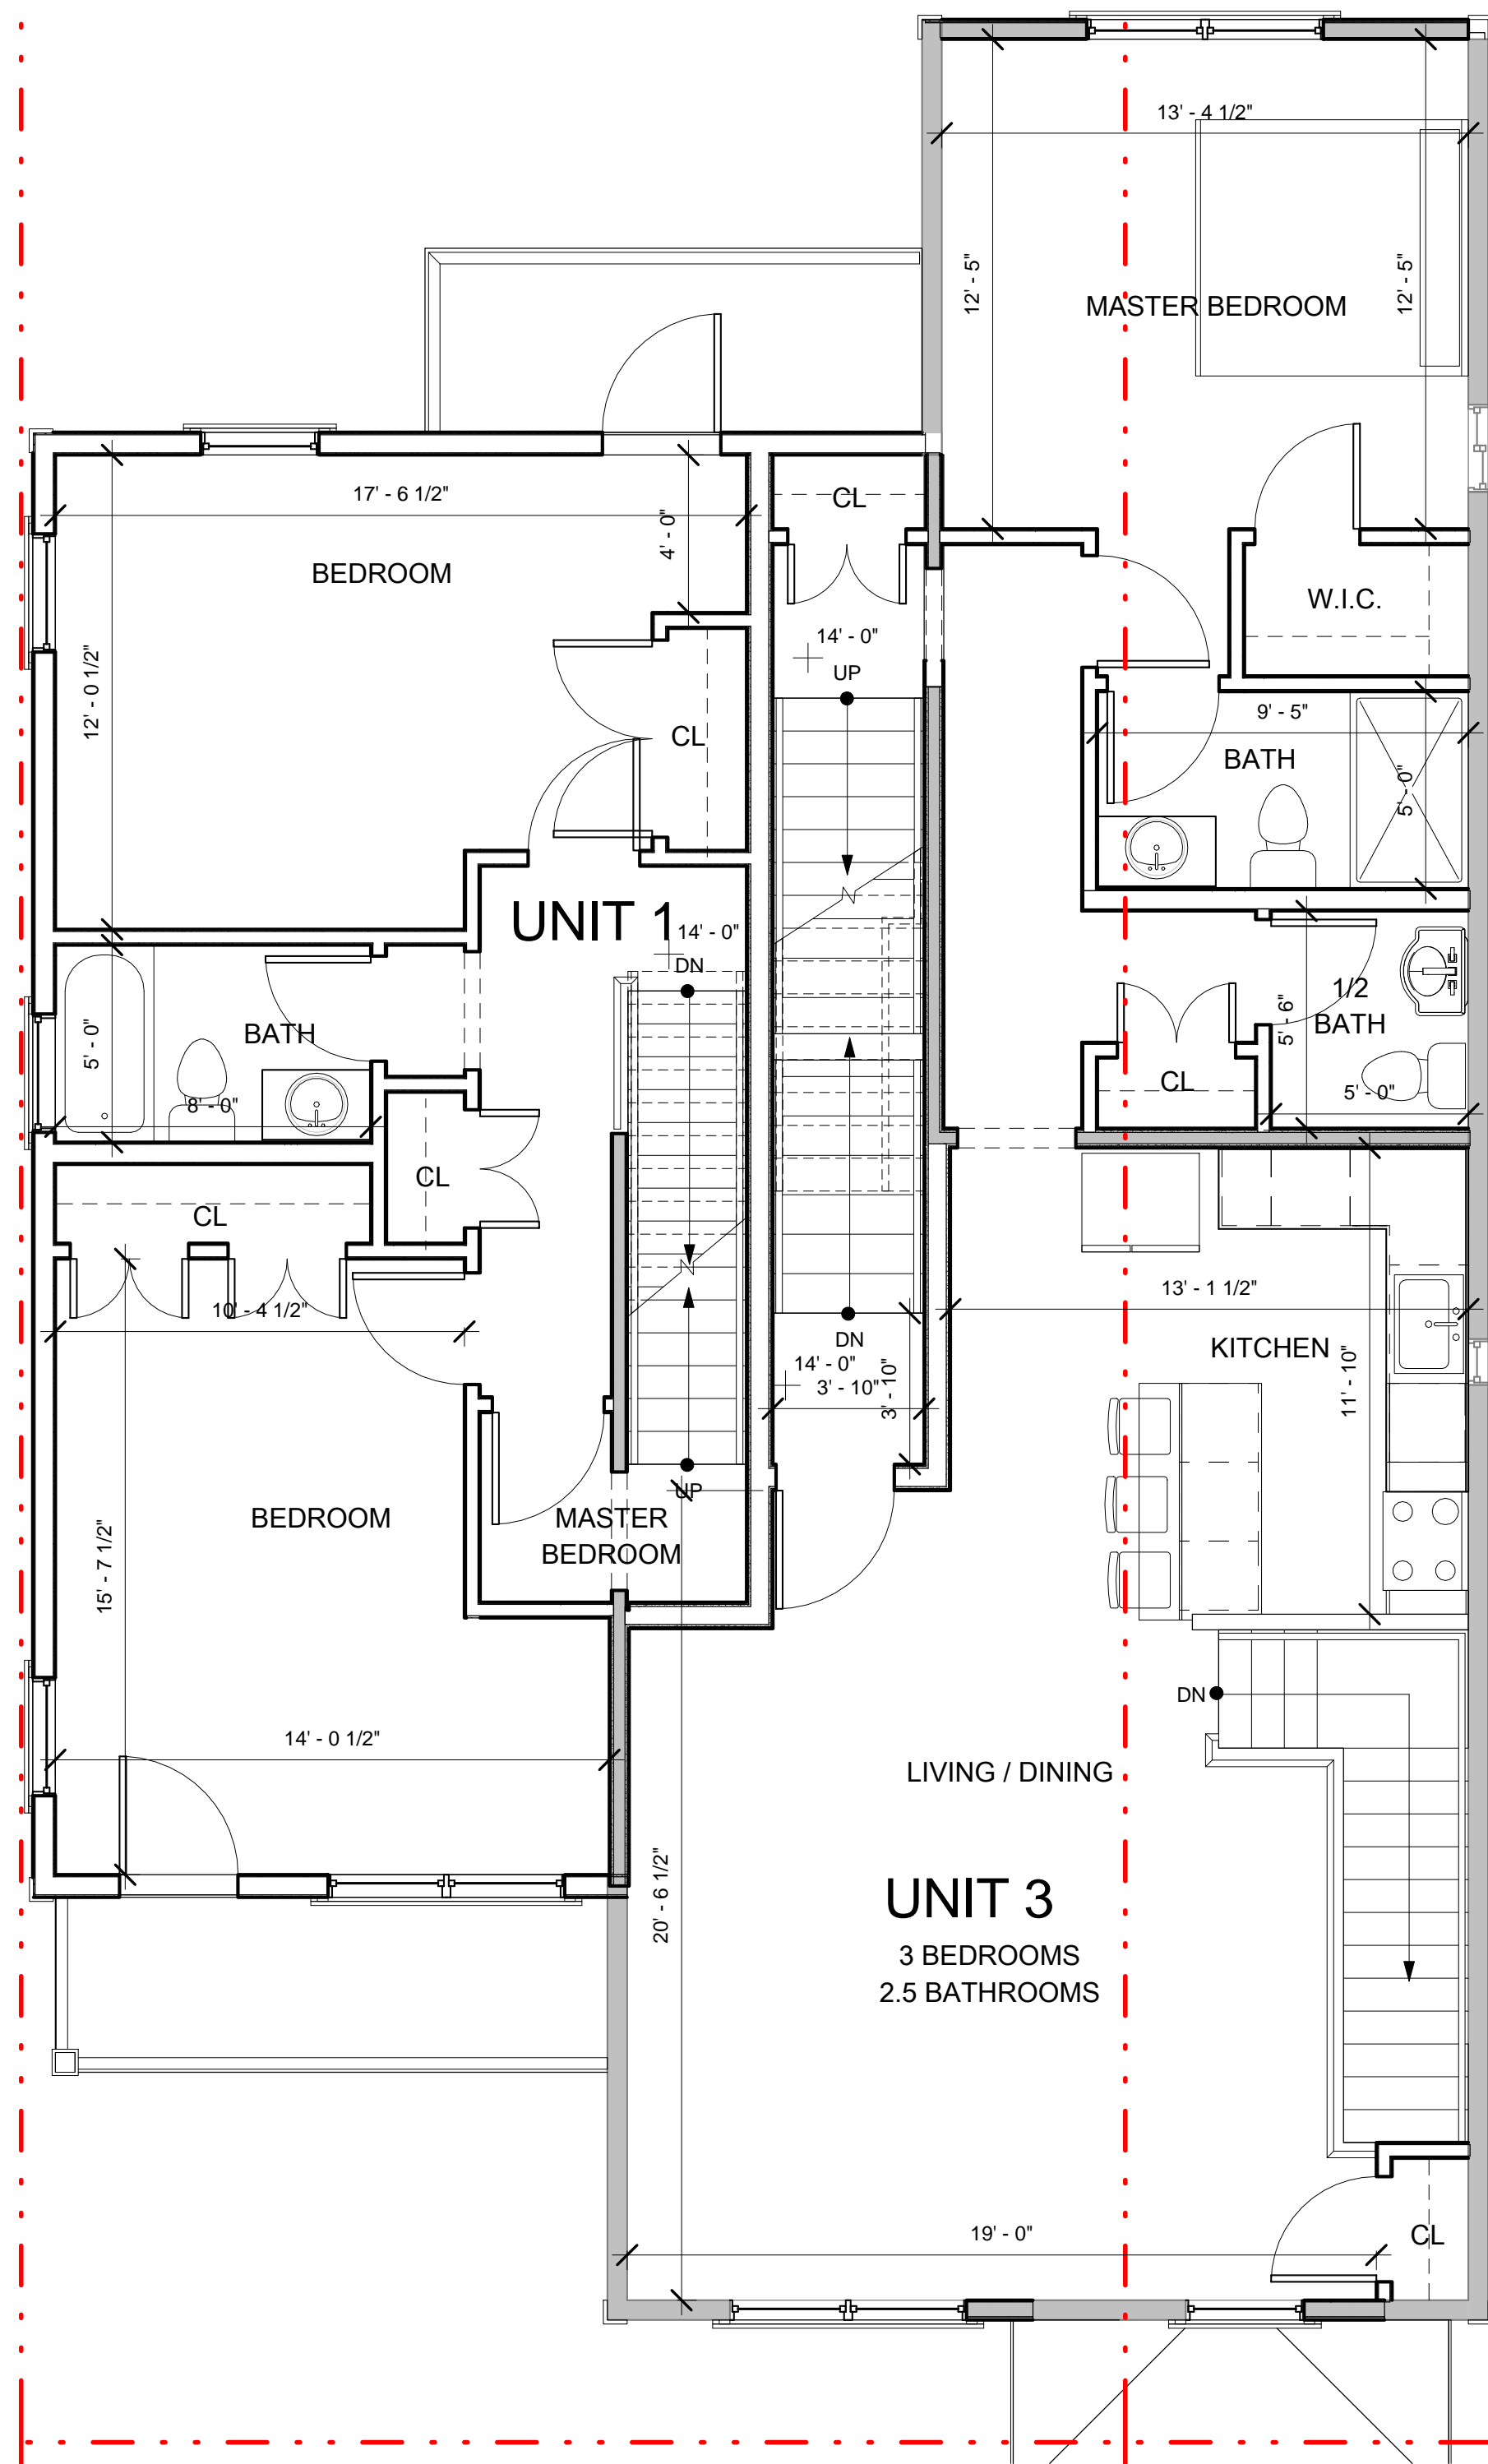 13' - 4 1/2"
12' - 5"
12' - 5"
MASTER BEDROOM
17' - 6 1/2"
CL
4' - 0"
BEDROOM
W.I.C.
14' - 0"
UP
12' - 0 1/2"
CL
9' - 5"
BATH
5' - 0"
UNIT 1
14' - 0"
DN
1/2
BATH
5' - 6"
BATH
5' - 0"
CL
5' - 0"
8' - 0"
CL
CL
13' - 1 1/2"
10' - 4 1/2"
DN
KITCHEN
14' - 0"
3' - 10"
3' - 10"
11' - 10"
UP
BEDROOM
MASTER
BEDROOM
15' - 7 1/2"
DN
14' - 0 1/2"
LIVING / DINING
20' - 6 1/2"
UNIT 3
3 BEDROOMS
2.5 BATHROOMS
19' - 0"
CL